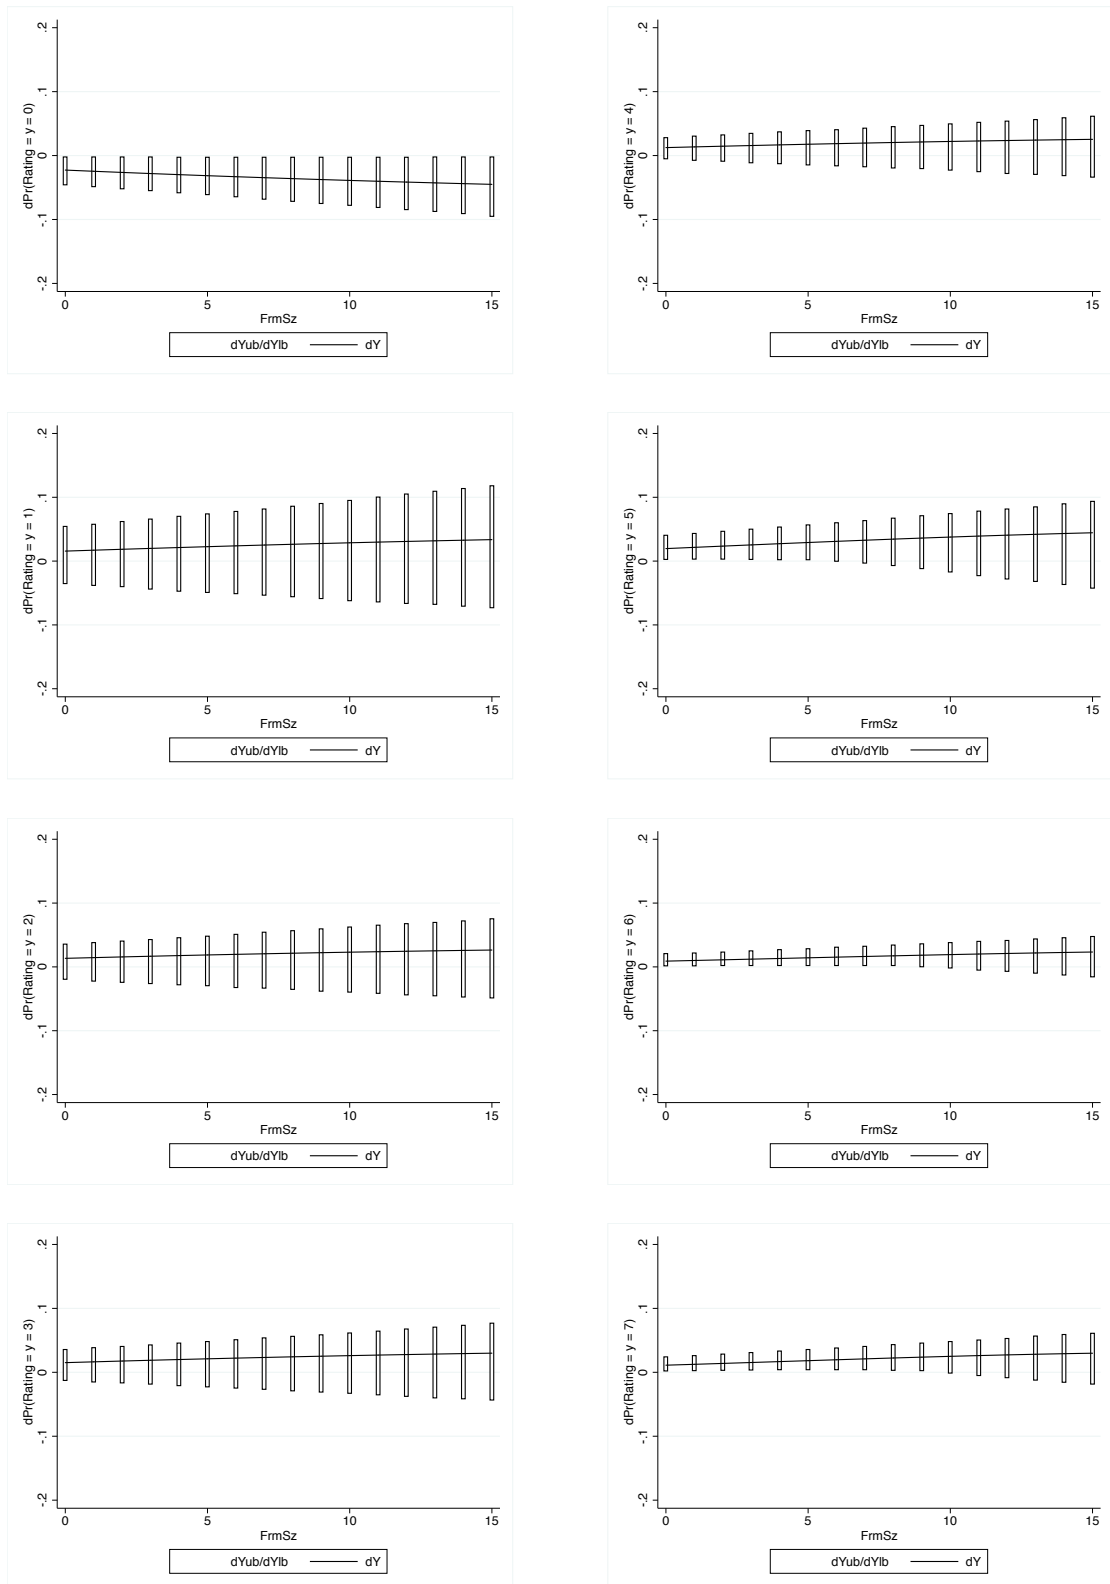 dPr(Rating = y = 0)
.2
.1
0
-.1
-.2
0 5 10 15
FrmSz
dYub/dYlb dY
dPr(Rating = y = 4)
.2
.1
0
-.1
-.2
0 5 10 15
FrmSz
dYub/dYlb dY
dPr(Rating = y = 1)
.2
.1
0
-.1
-.2
0 5 10 15
FrmSz
dYub/dYlb dY
dPr(Rating = y = 5)
.2
.1
0
-.1
-.2
0 5 10 15
FrmSz
dYub/dYlb dY
dPr(Rating = y = 2)
.2
.1
0
-.1
-.2
0 5 10 15
FrmSz
dYub/dYlb dY
dPr(Rating = y = 6)
.2
.1
0
-.1
-.2
0 5 10 15
FrmSz
dYub/dYlb dY
dPr(Rating = y = 3)
.2
.1
0
-.1
-.2
0 5 10 15
FrmSz
dYub/dYlb dY
dPr(Rating = y = 7)
.2
.1
0
-.1
-.2
0 5 10 15
FrmSz
dYub/dYlb dY